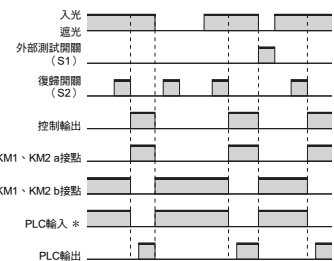 入光
遮光
外部測試開關
（S1）
復歸開關
（S2）
控制輸出
KM1、KM2 a接點
KM1、KM2 b接點
PLC輸入 *
PLC輸出